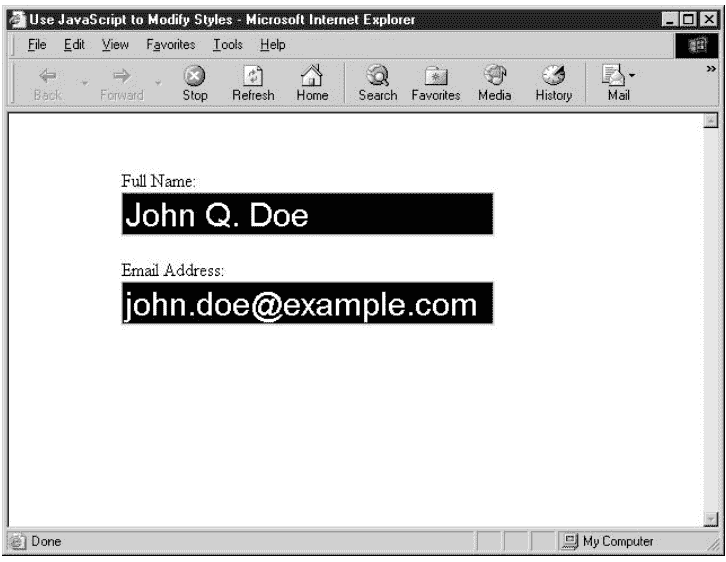 Use JavaScript to Modify Styles - Microsoft Internet Explorer
File Edit View Favorites Tools Help
Back Forward Stop Refresh Home Search Favorites Media History Mail »
Full Name:
John Q. Doe
Email Address:
john.doe@example.com
Done My Computer